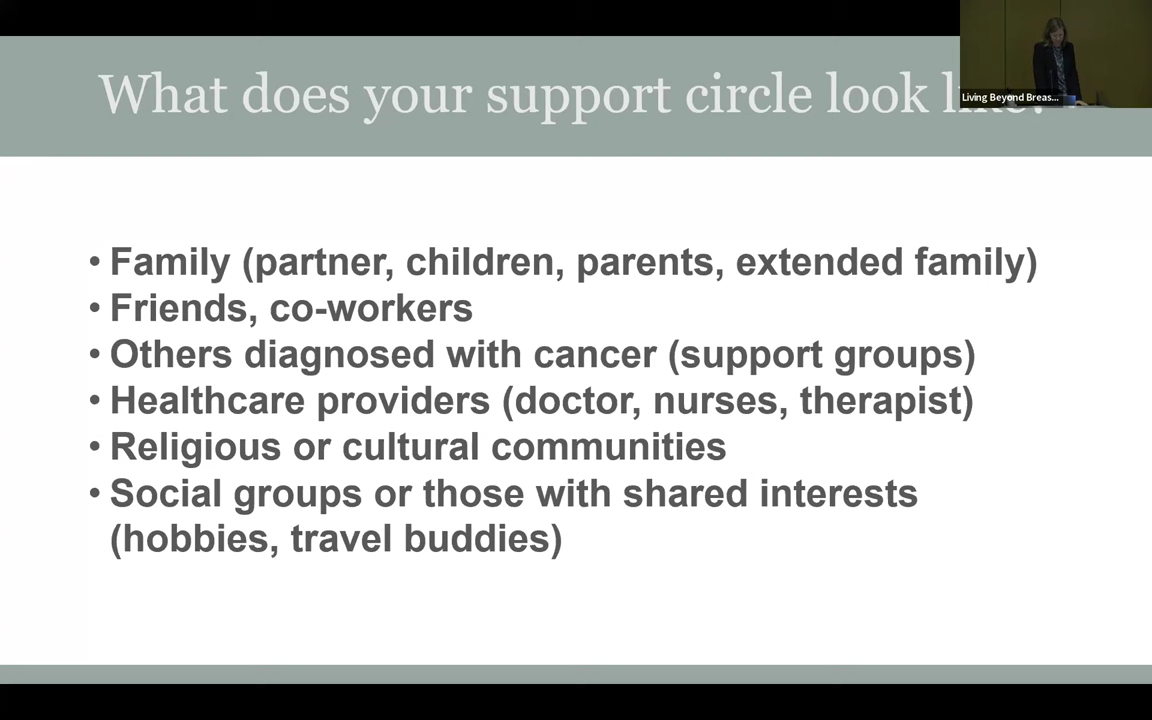 What does your support circle look
Living Beyond Breas...
• Family (partner, children, parents, extended family)
• Friends, co-workers
• Others diagnosed with cancer (support groups)
• Healthcare providers (doctor, nurses, therapist)
• Religious or cultural communities
• Social groups or those with shared interests
(hobbies, travel buddies)